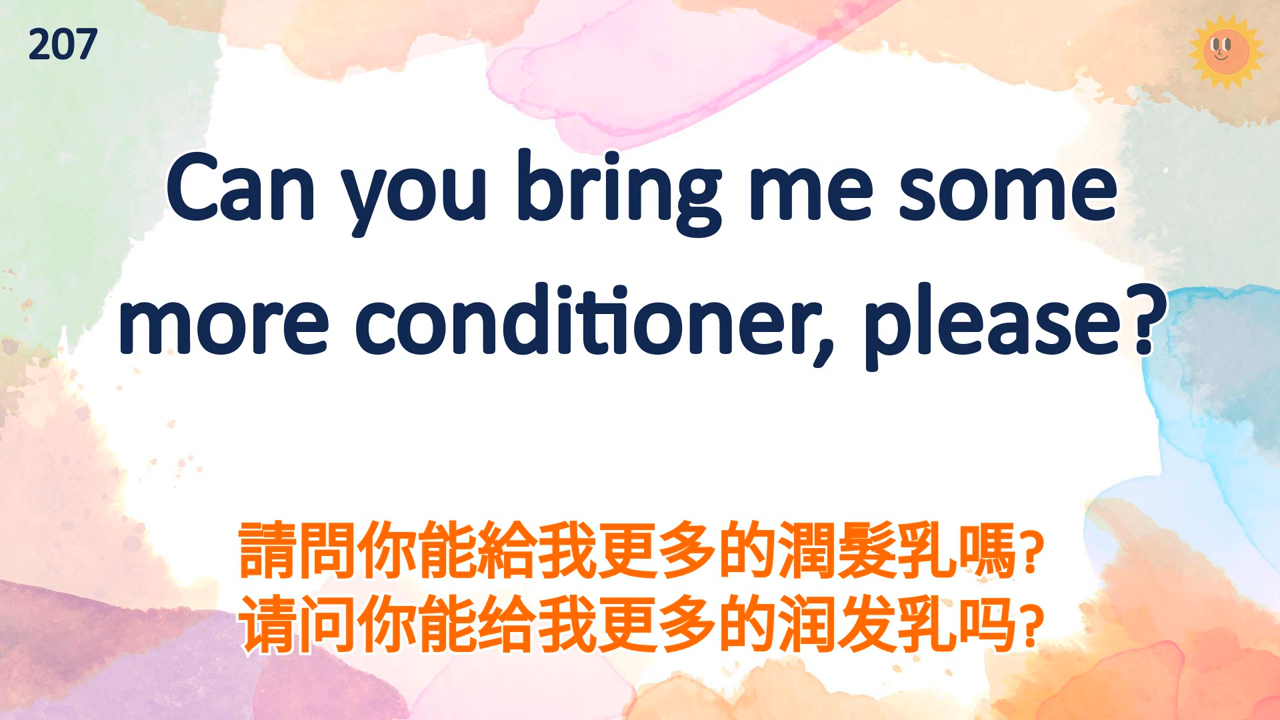 207
Can you bring me some
more conditioner, please?
請問你能給我更多的潤髮乳嗎?
请问你能给我更多的润发乳吗?